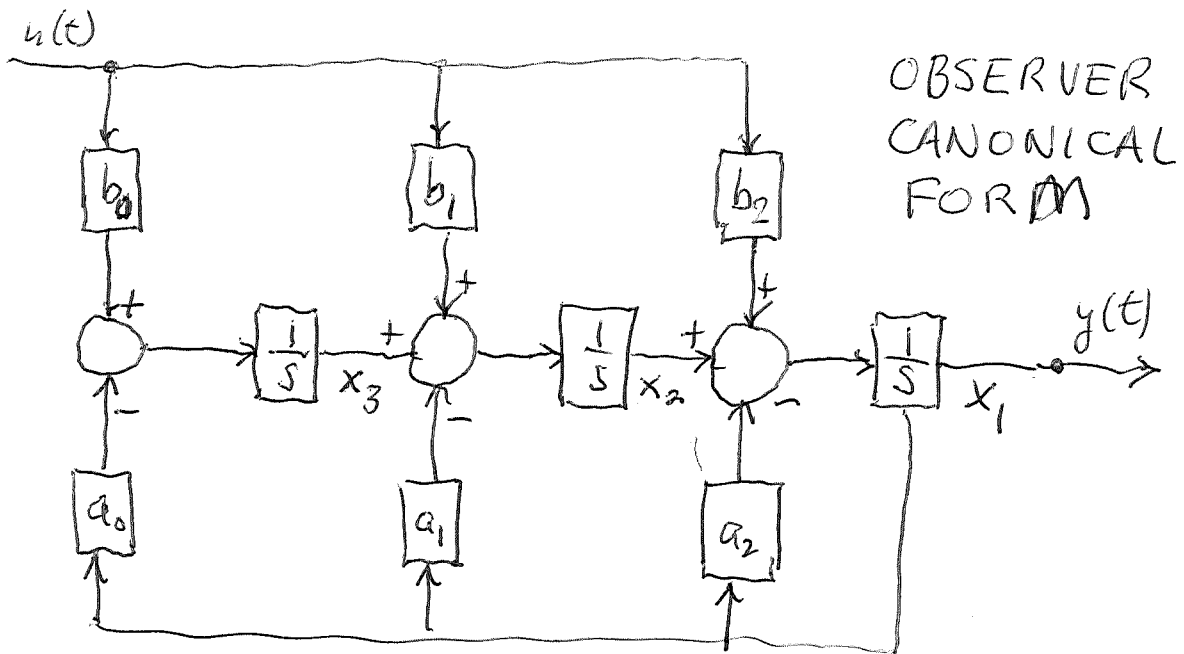 u(t)
OBSERVER
CANONICAL
FORM
b₀ b₁ b₂
+ + +
y(t)
1/s + 1/s + 1/s
x₃ x₂ x₁
- - -
a₀ a₁ a₂